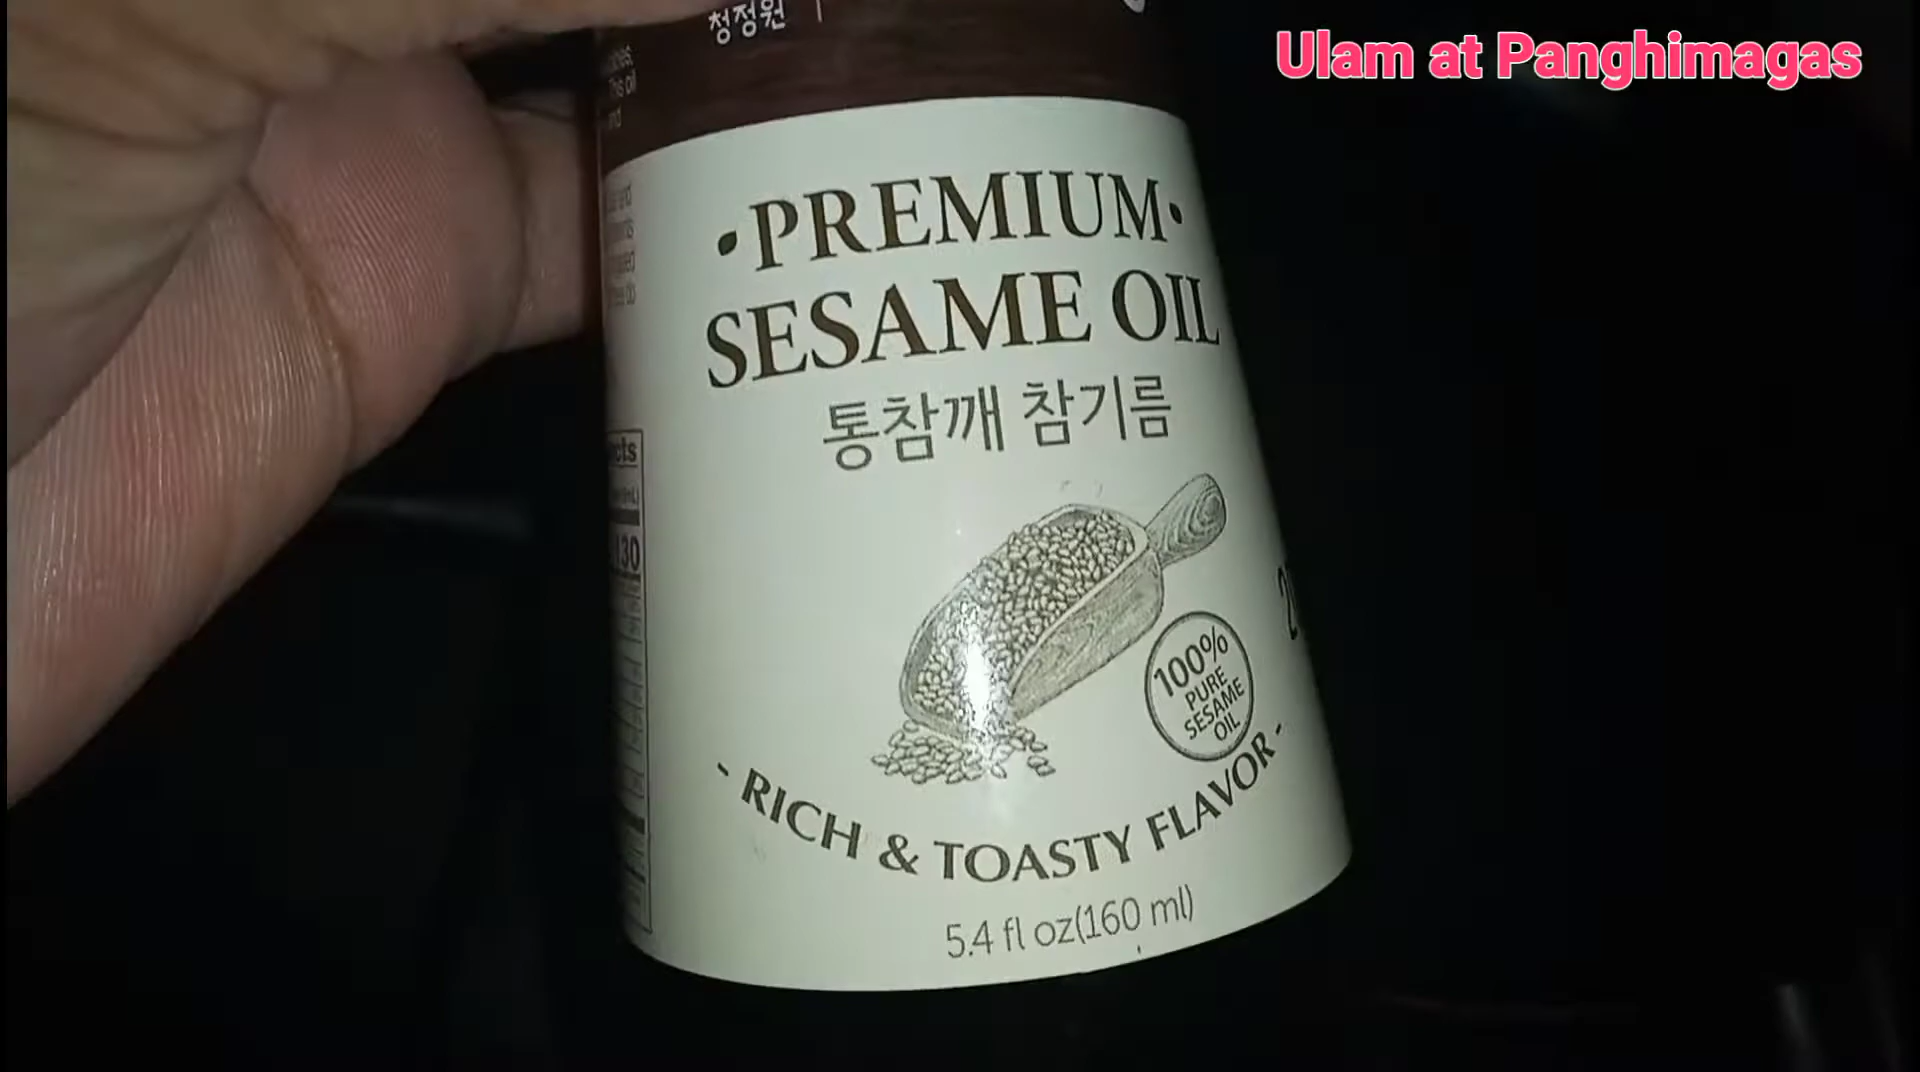 Ulam at Panghimagas
청정원
·PREMIUM·
SESAME OIL
통참깨 참기름
100%
PURE
SESAME
OIL
- RICH & TOASTY FLAVOR -
5.4 fl oz(160 ml)
130